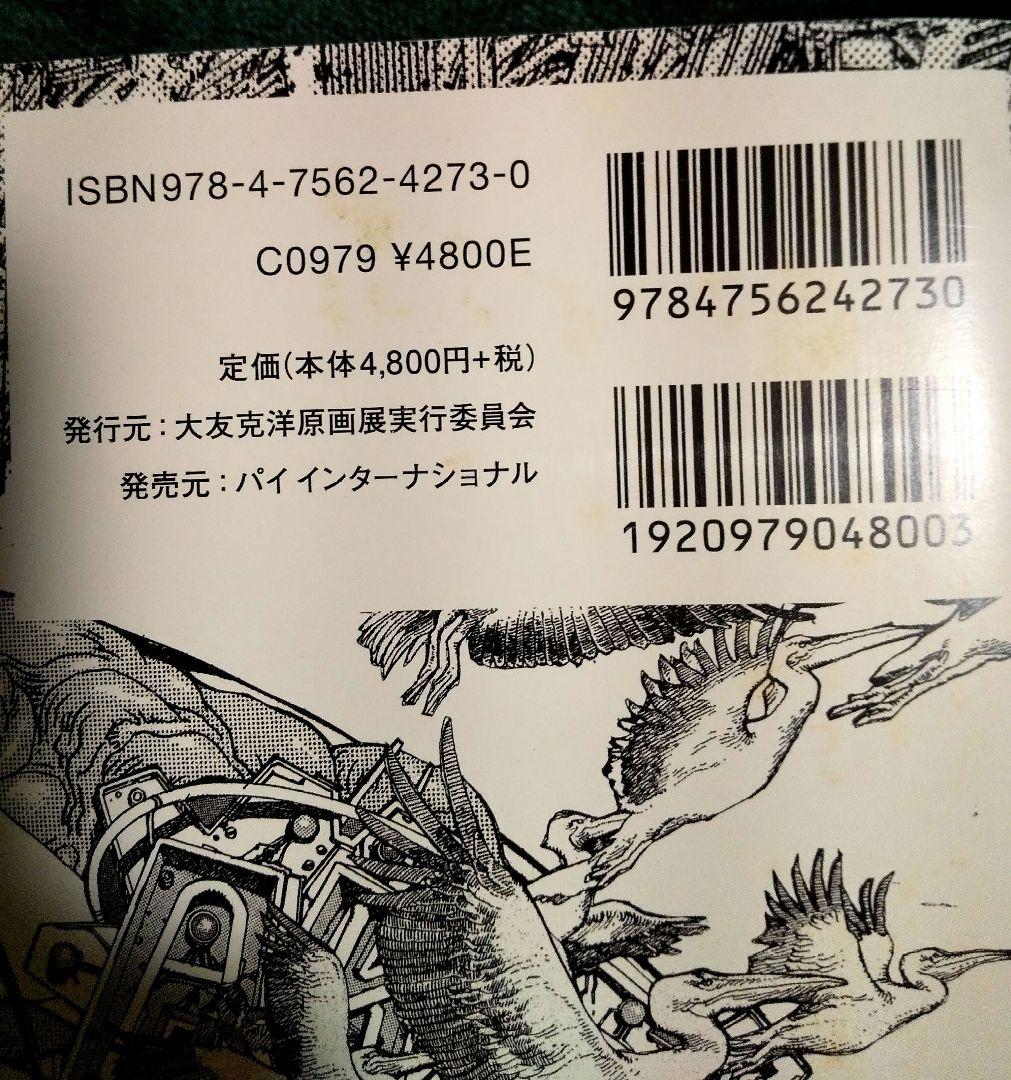 ISBN978-4-7562-4273-0
C0979 ¥4800E
定価(本体4,800円+税)
発行元:大友克洋原画展実行委員会
発売元:パイ インターナショナル
9784756242730
1920979048003